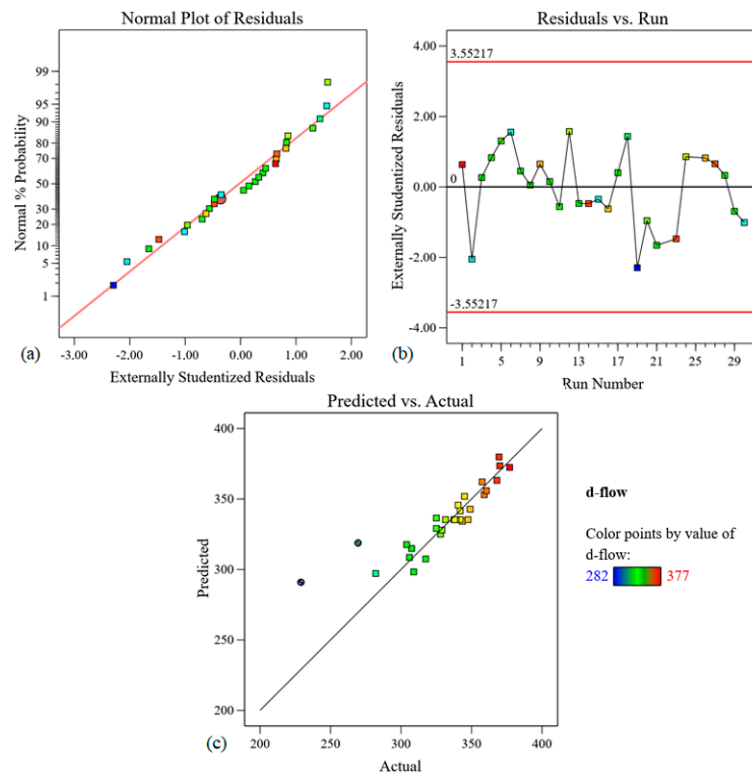 Normal Plot of Residuals
Normal % Probability
99
95
90
80
70
50
30
20
10
5
1
-3.00 -2.00 -1.00 0.00 1.00 2.00
(a) Externally Studentized Residuals
Residuals vs. Run
Externally Studentized Residuals
4.00
3.55217
2.00
0.00
0
-2.00
-3.55217
-4.00
1 5 9 13 17 21 25 29
(b) Run Number
Predicted vs. Actual
Predicted
400
350
300
250
200
200 250 300 350 400
(c) Actual
d-flow
Color points by value of
d-flow:
282 377